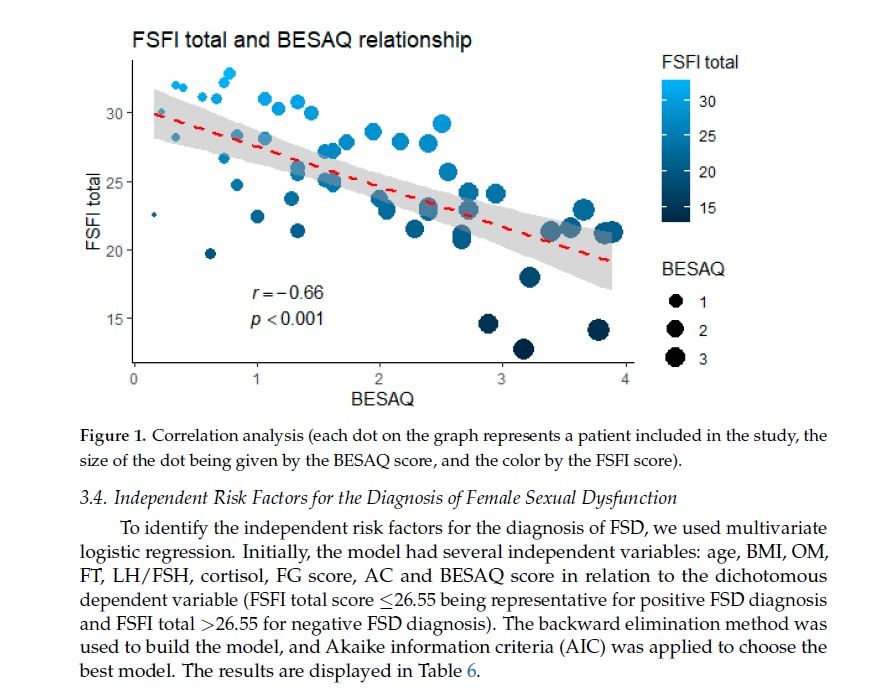 FSFI total and BESAQ relationship
FSFI total
30
25
20
15
r = −0.66
p < 0.001
0
1
2
3
4
BESAQ
FSFI total
30
25
20
15
BESAQ
1
2
3
Figure 1. Correlation analysis (each dot on the graph represents a patient included in the study, the
size of the dot being given by the BESAQ score, and the color by the FSFI score).
3.4. Independent Risk Factors for the Diagnosis of Female Sexual Dysfunction
To identify the independent risk factors for the diagnosis of FSD, we used multivariate
logistic regression. Initially, the model had several independent variables: age, BMI, OM,
FT, LH/FSH, cortisol, FG score, AC and BESAQ score in relation to the dichotomous
dependent variable (FSFI total score ≤26.55 being representative for positive FSD diagnosis
and FSFI total >26.55 for negative FSD diagnosis). The backward elimination method was
used to build the model, and Akaike information criteria (AIC) was applied to choose the
best model. The results are displayed in Table 6.